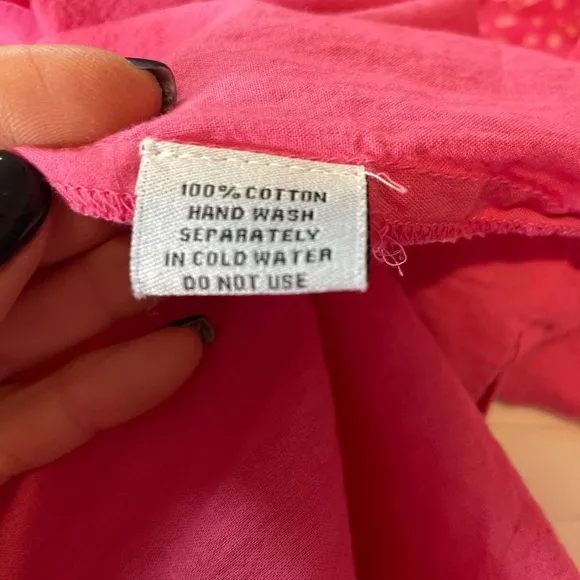 100% COTTON
HAND WASH
SEPARATELY
IN COLD WATER
DO NOT USE